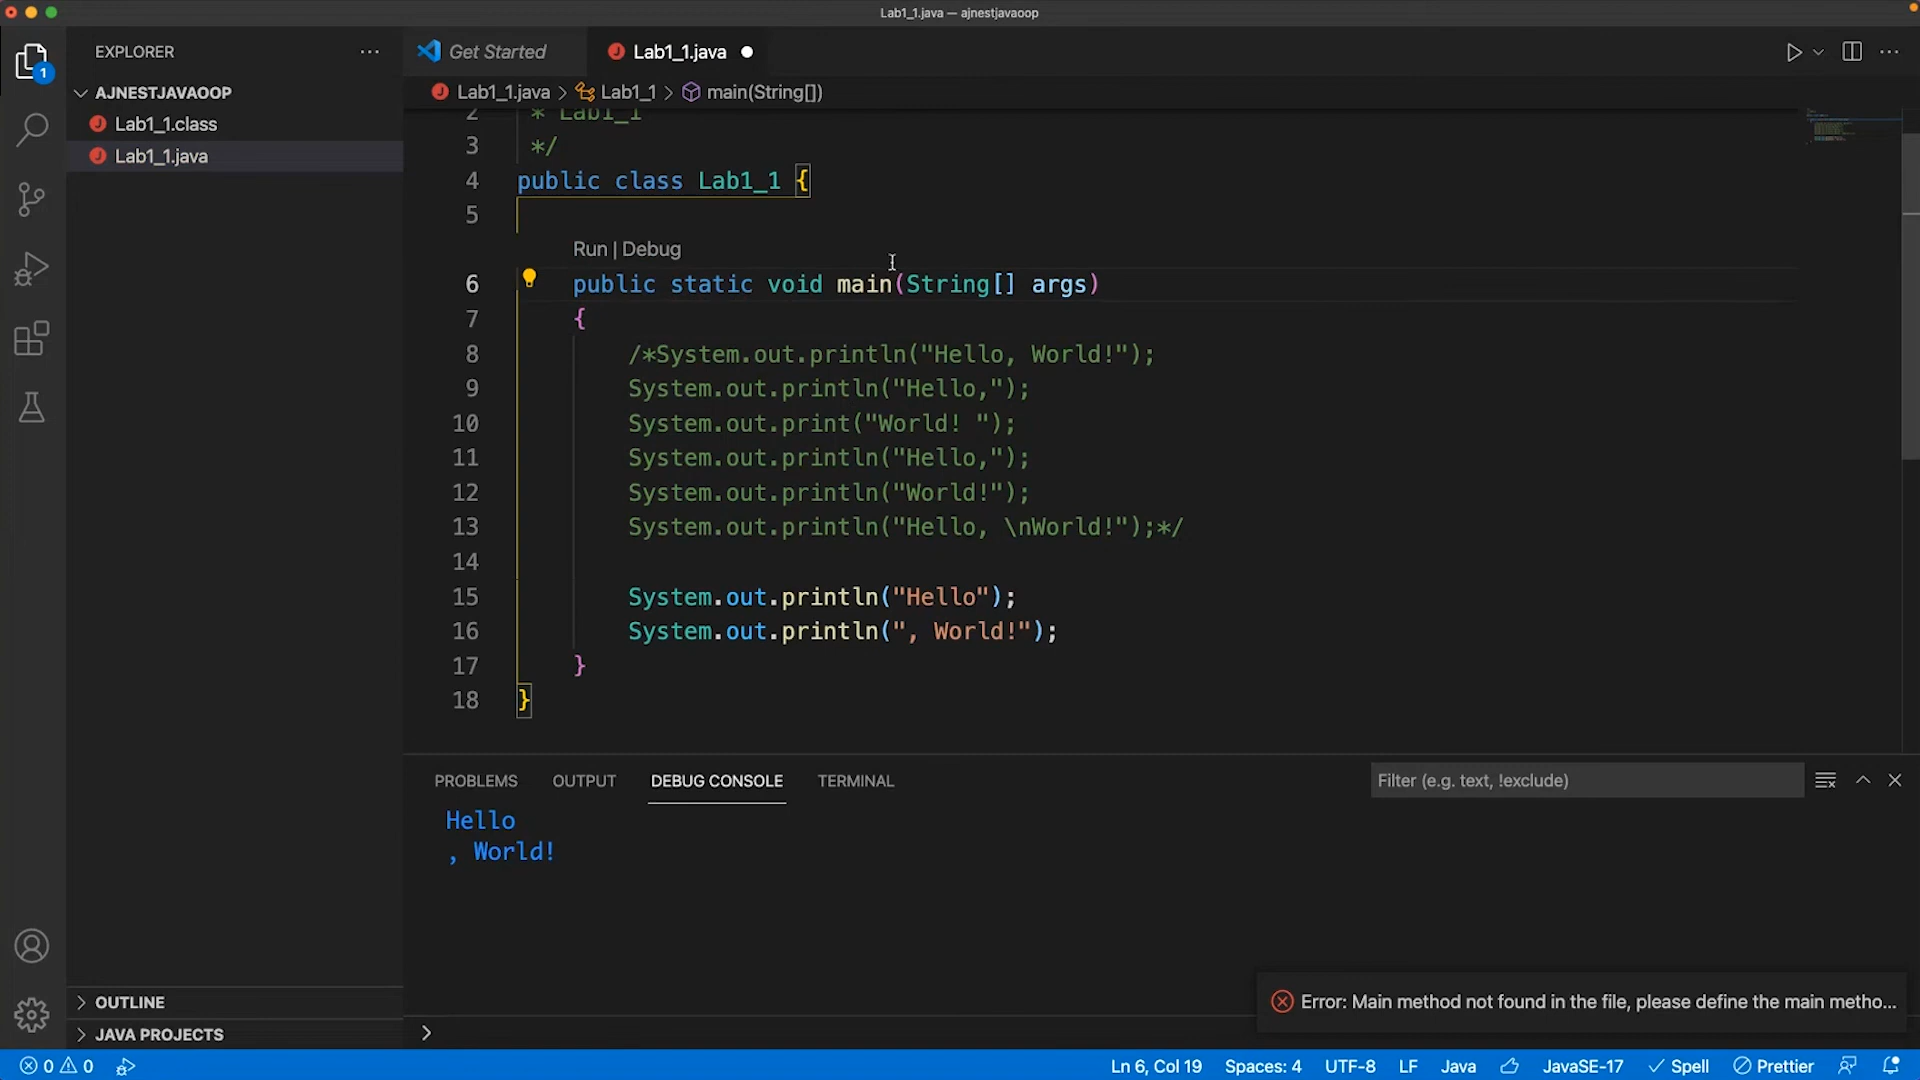 Lab1_1.java — ajnestjavaoop
EXPLORER
1
AJNESTJAVAOOP
Lab1_1.class
Lab1_1.java
Get Started
Lab1_1.java
Lab1_1.java > Lab1_1 > main(String[])
2 * Lab1_1
3 */
4 public class Lab1_1 {
5
Run | Debug
6 public static void main(String[] args)
7 {
8 /*System.out.println("Hello, World!");
9 System.out.println("Hello,");
10 System.out.print("World! ");
11 System.out.println("Hello,");
12 System.out.println("World!");
13 System.out.println("Hello, \nWorld!");*/
14
15 System.out.println("Hello");
16 System.out.println(", World!");
17 }
18 }
PROBLEMS OUTPUT DEBUG CONSOLE TERMINAL
Filter (e.g. text, !exclude)
Hello
, World!
Error: Main method not found in the file, please define the main metho...
OUTLINE
JAVA PROJECTS
0 0
Ln 6, Col 19 Spaces: 4 UTF-8 LF Java JavaSE-17 Spell Prettier